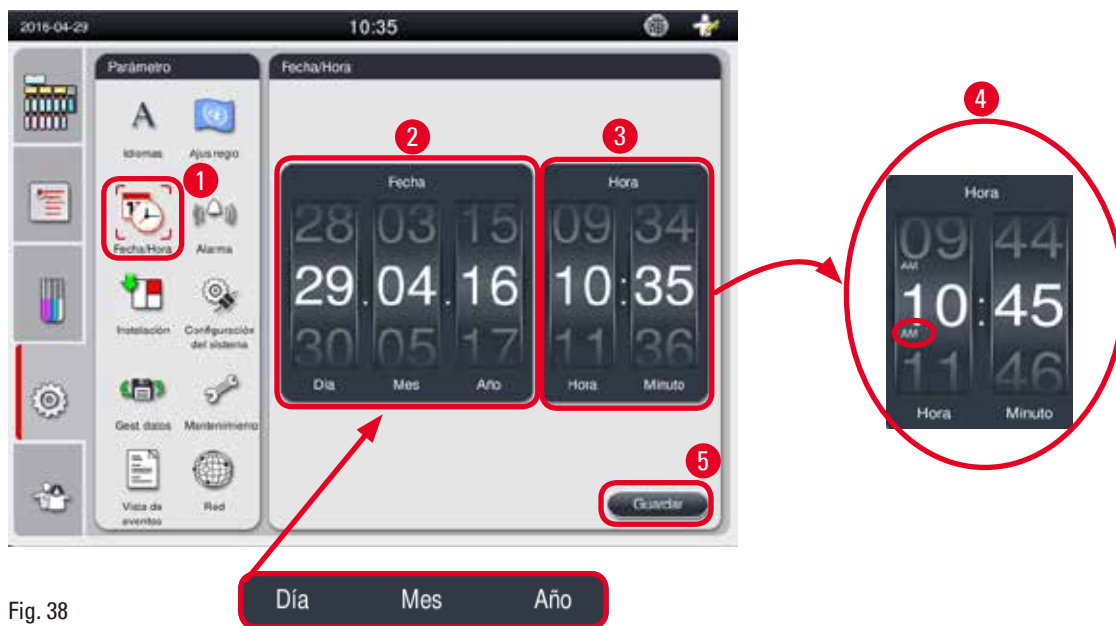 2016-04-29
10:35
Parámetro
Idiomas
Ajus regio
1
Fecha/Hora
Alarma
Instalación
Configuración
del sistema
Gest. datos
Mantenimiento
Vista de
eventos
Red
Fecha/Hora
2
Fecha
28 03 15
29.04.16
30 05 17
Día Mes Año
3
Hora
09 34
10:35
11 36
Hora Minuto
5
Guardar
4
Hora
09 44
AM
10:45
AM
11 46
Hora Minuto
Día Mes Año
Fig. 38